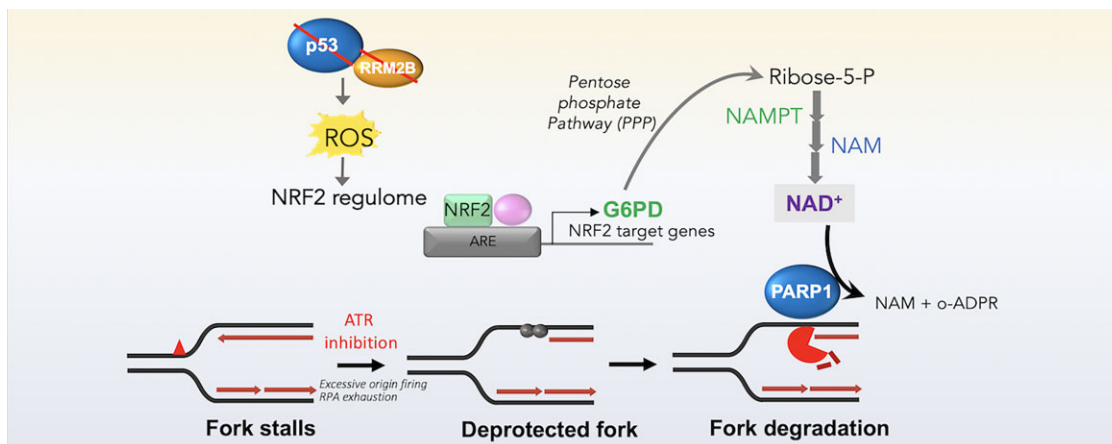 p53
RRM2B
ROS
NRF2 regulome
Pentose
phosphate
Pathway (PPP)
Ribose-5-P
NAMPT
NAM
NAD+
NRF2
ARE
G6PD
NRF2 target genes
PARP1
NAM + o-ADPR
ATR
inhibition
Excessive origin firing
RPA exhaustion
Fork stalls
Deprotected fork
Fork degradation